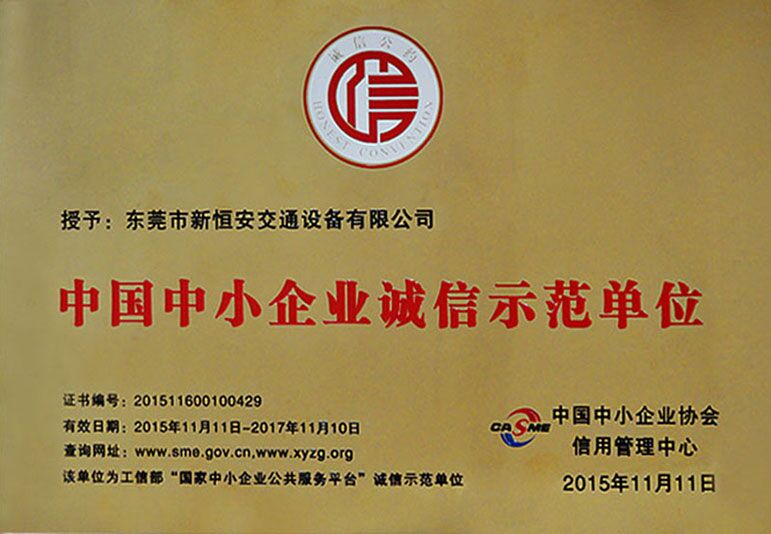 诚信公约
信
HONEST CONVENTION
授予：东莞市新恒安交通设备有限公司
中国中小企业诚信示范单位
证书编号：201511600100429
有效日期：2015年11月11日-2017年11月10日
查询网址：www.sme.gov.cn,www.xyzg.org
该单位为工信部“国家中小企业公共服务平台”诚信示范单位
CASME
中国中小企业协会
信用管理中心
2015年11月11日